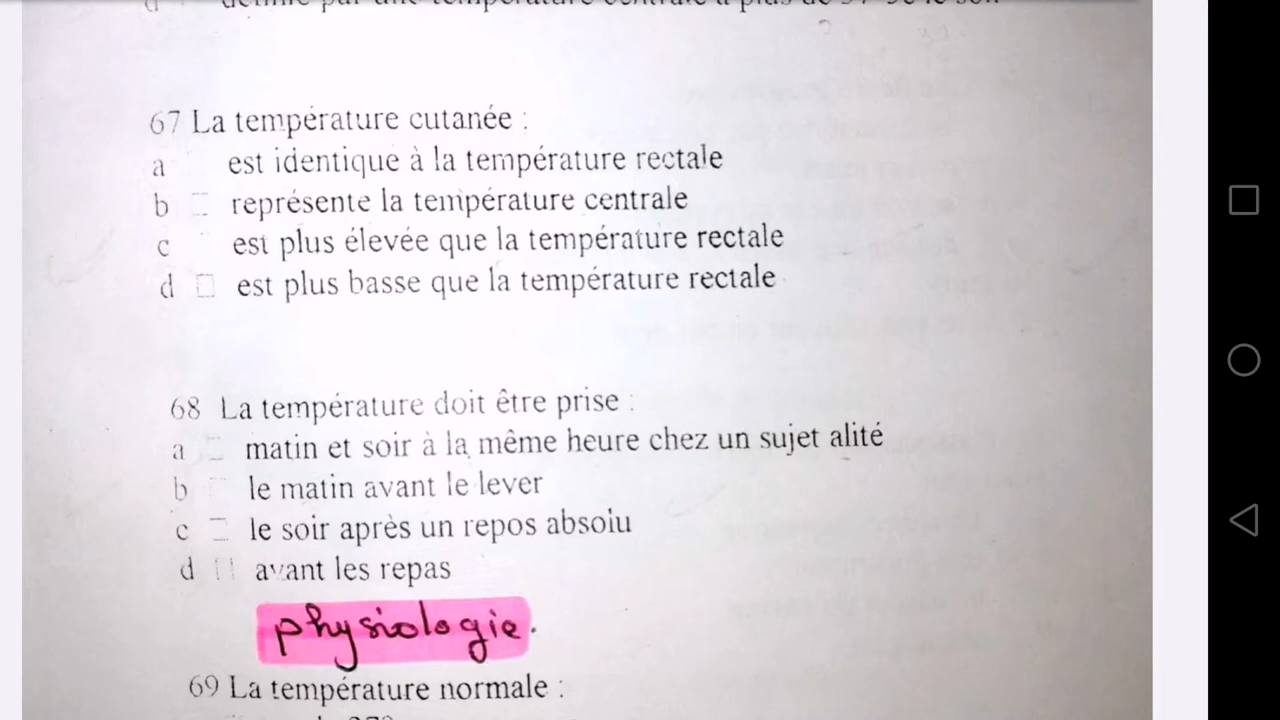 67 La température cutanée :
a est identique à la température rectale
b représente la température centrale
c est plus élevée que la température rectale
d est plus basse que la température rectale
68 La température doit être prise :
a matin et soir à la même heure chez un sujet alité
b le matin avant le lever
c le soir après un repos absolu
d avant les repas
physiologie.
69 La température normale :